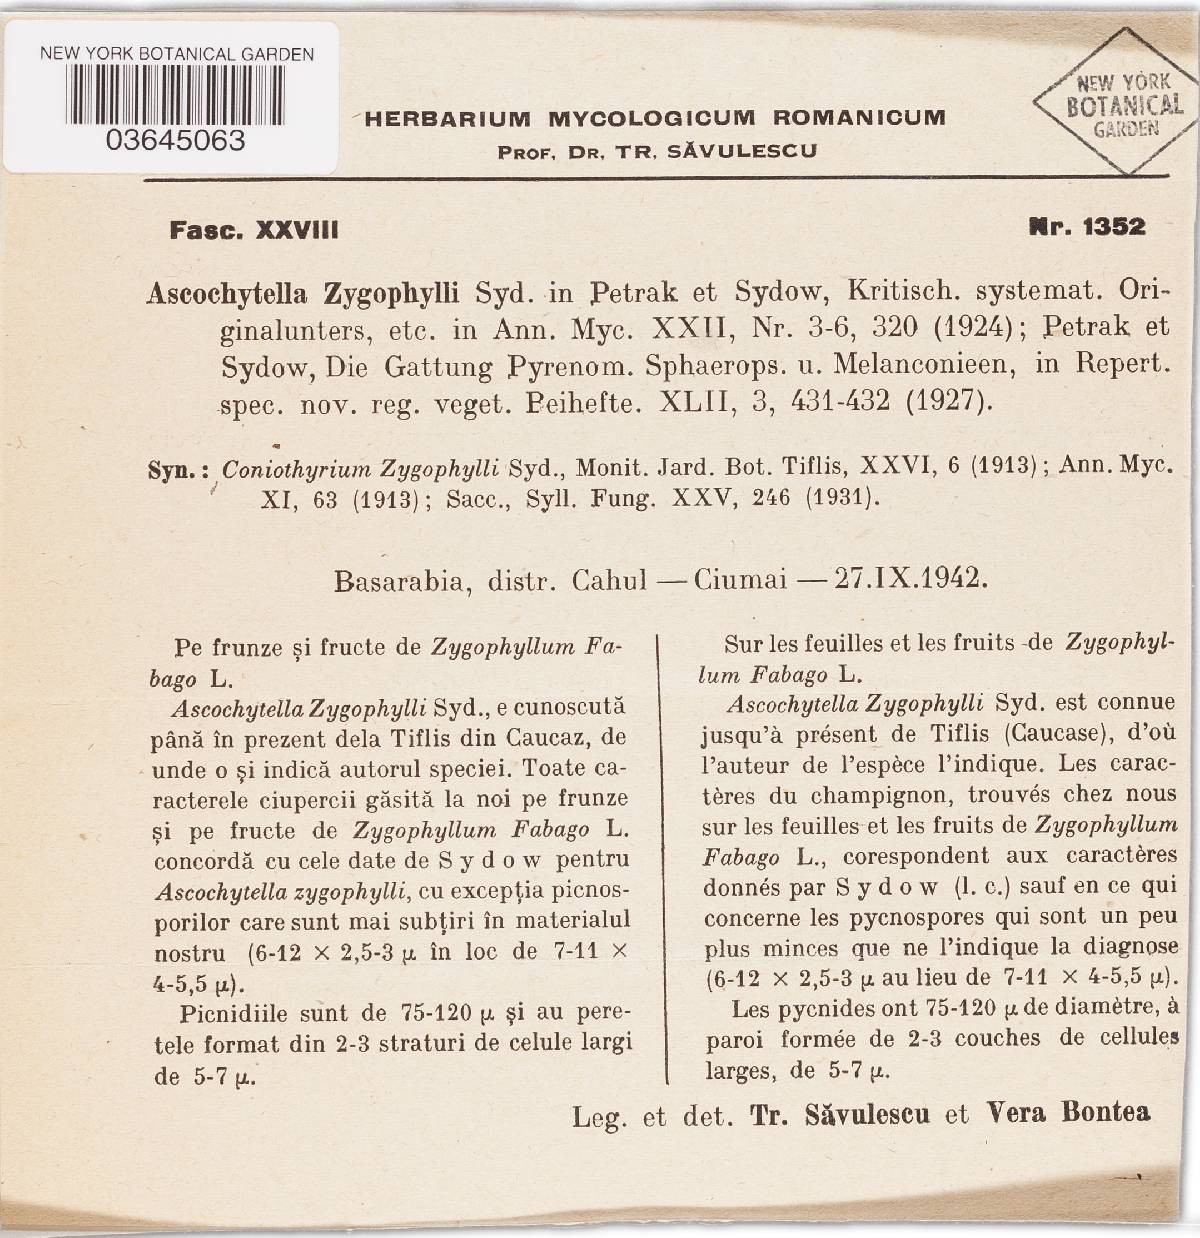 NEW YORK BOTANICAL GARDEN
03645063
NEW YORK
BOTANICAL
GARDEN
HERBARIUM MYCOLOGICUM ROMANICUM
PROF. DR. TR. SĂVULESCU
Fasc. XXVIII
Nr. 1352
Ascochytella Zygophylli Syd. in Petrak et Sydow, Kritisch. systemat. Ori-
ginalunters, etc. in Ann. Myc. XXII, Nr. 3-6, 320 (1924); Petrak et
Sydow, Die Gattung Pyrenom. Sphaerops. u. Melanconieen, in Repert.
spec. nov. reg. veget. Beihefte. XLII, 3, 431-432 (1927).
Syn.: Coniothyrium Zygophylli Syd., Monit. Jard. Bot. Tiflis, XXVI, 6 (1913); Ann. Myc.
XI, 63 (1913); Sacc., Syll. Fung. XXV, 246 (1931).
Basarabia, distr. Cahul — Ciumai — 27.IX.1942.
Pe frunze și fructe de Zygophyllum Fa-
bago L.
Ascochytella Zygophylli Syd., e cunoscută
până în prezent dela Tiflis din Caucaz, de
unde o și indică autorul speciei. Toate ca-
racterele ciupercii găsită la noi pe frunze
și pe fructe de Zygophyllum Fabago L.
concordă cu cele date de Sydow pentru
Ascochytella zygophylli, cu excepția picnos-
porilor care sunt mai subțiri în materialul
nostru (6-12 × 2,5-3 μ în loc de 7-11 ×
4-5,5 μ).
Picnidiile sunt de 75-120 μ și au pere-
tele format din 2-3 straturi de celule largi
de 5-7 μ.
Sur les feuilles et les fruits de Zygophyl-
lum Fabago L.
Ascochytella Zygophylli Syd. est connue
jusqu'à présent de Tiflis (Caucase), d'où
l'auteur de l'espèce l'indique. Les carac-
tères du champignon, trouvés chez nous
sur les feuilles et les fruits de Zygophyllum
Fabago L., corespondent aux caractères
donnés par Sydow (l. c.) sauf en ce qui
concerne les pycnospores qui sont un peu
plus minces que ne l'indique la diagnose
(6-12 × 2,5-3 μ au lieu de 7-11 × 4-5,5 μ).
Les pycnides ont 75-120 μ de diamètre, à
paroi formée de 2-3 couches de cellules
larges, de 5-7 μ.
Leg. et det. Tr. Săvulescu et Vera Bontea